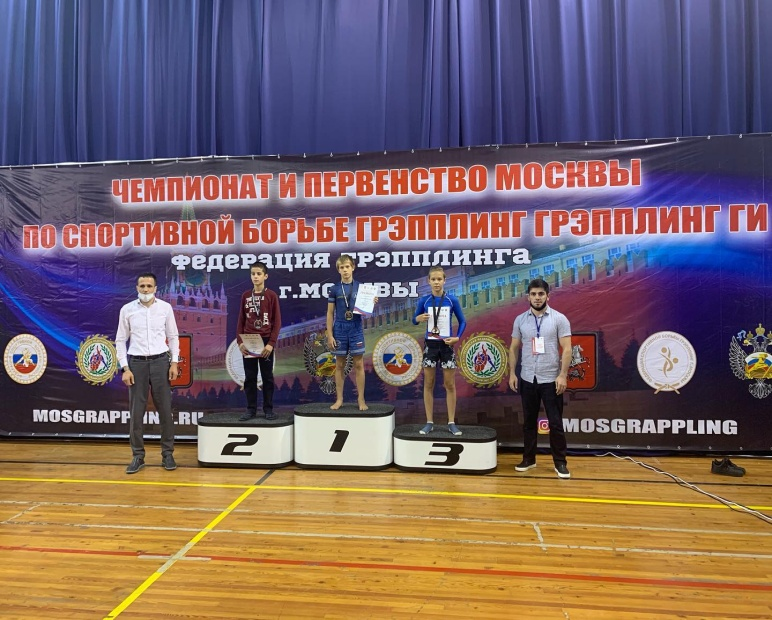 ЧЕМПИОНАТ И ПЕРВЕНСТВО МОСКВЫ
ПО СПОРТИВНОЙ БОРЬБЕ ГРЭППЛИНГ ГРЭППЛИНГ ГИ
Федерация грэпплинга
г.Москвы
MOSGRAPPLING.RU
MOSGRAPPLING
2
1
3